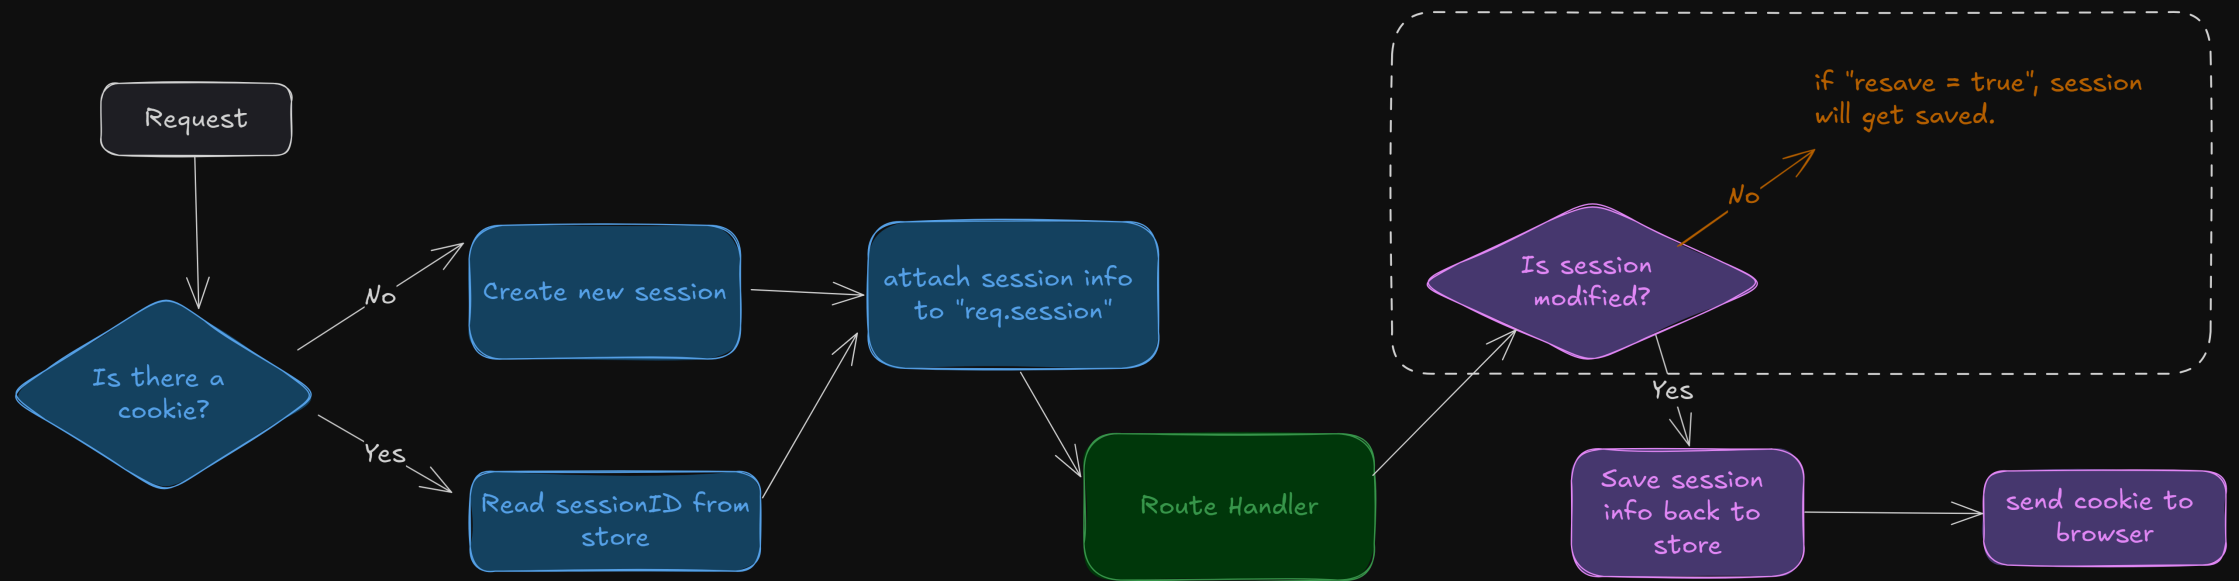 Request
Is there a
cookie?
No
Yes
Create new session
Read sessionID from
store
attach session info
to "req.session"
Route Handler
Is session
modified?
No
if "resave = true", session
will get saved.
Yes
Save session
info back to
store
send cookie to
browser